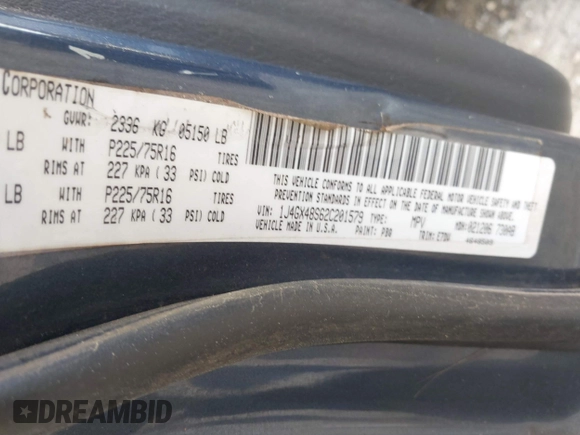 CORPORATION
GVWR: 2336 KG 05150 LB
LB WITH P225/75R16 TIRES
RIMS AT 227 KPA ( 33 PSI) COLD
LB WITH P225/75R16 TIRES
RIMS AT 227 KPA ( 33 PSI) COLD
THIS VEHICLE CONFORMS TO ALL APPLICABLE FEDERAL MOTOR VEHICLE SAFETY AND
THEFT PREVENTION STANDARDS IN EFFECT ON THE
DATE OF MANUFACTURE SHOWN
VIN: 1J4GX48S62C201579 TYPE: MPV MDH:
VEHICLE MADE IN U.S.A. PAINT: PBR TRIM:
DREAMBID